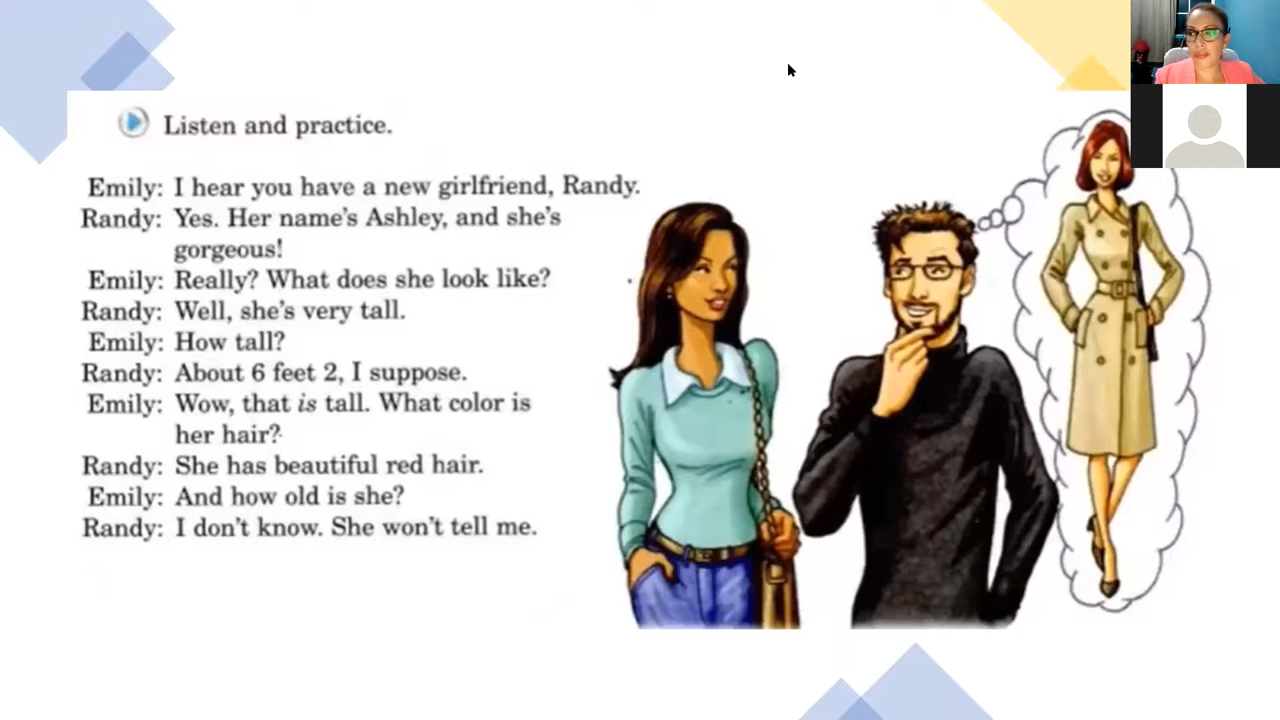 Listen and practice.
Emily: I hear you have a new girlfriend, Randy.
Randy: Yes. Her name's Ashley, and she's
gorgeous!
Emily: Really? What does she look like?
Randy: Well, she's very tall.
Emily: How tall?
Randy: About 6 feet 2, I suppose.
Emily: Wow, that is tall. What color is
her hair?
Randy: She has beautiful red hair.
Emily: And how old is she?
Randy: I don't know. She won't tell me.